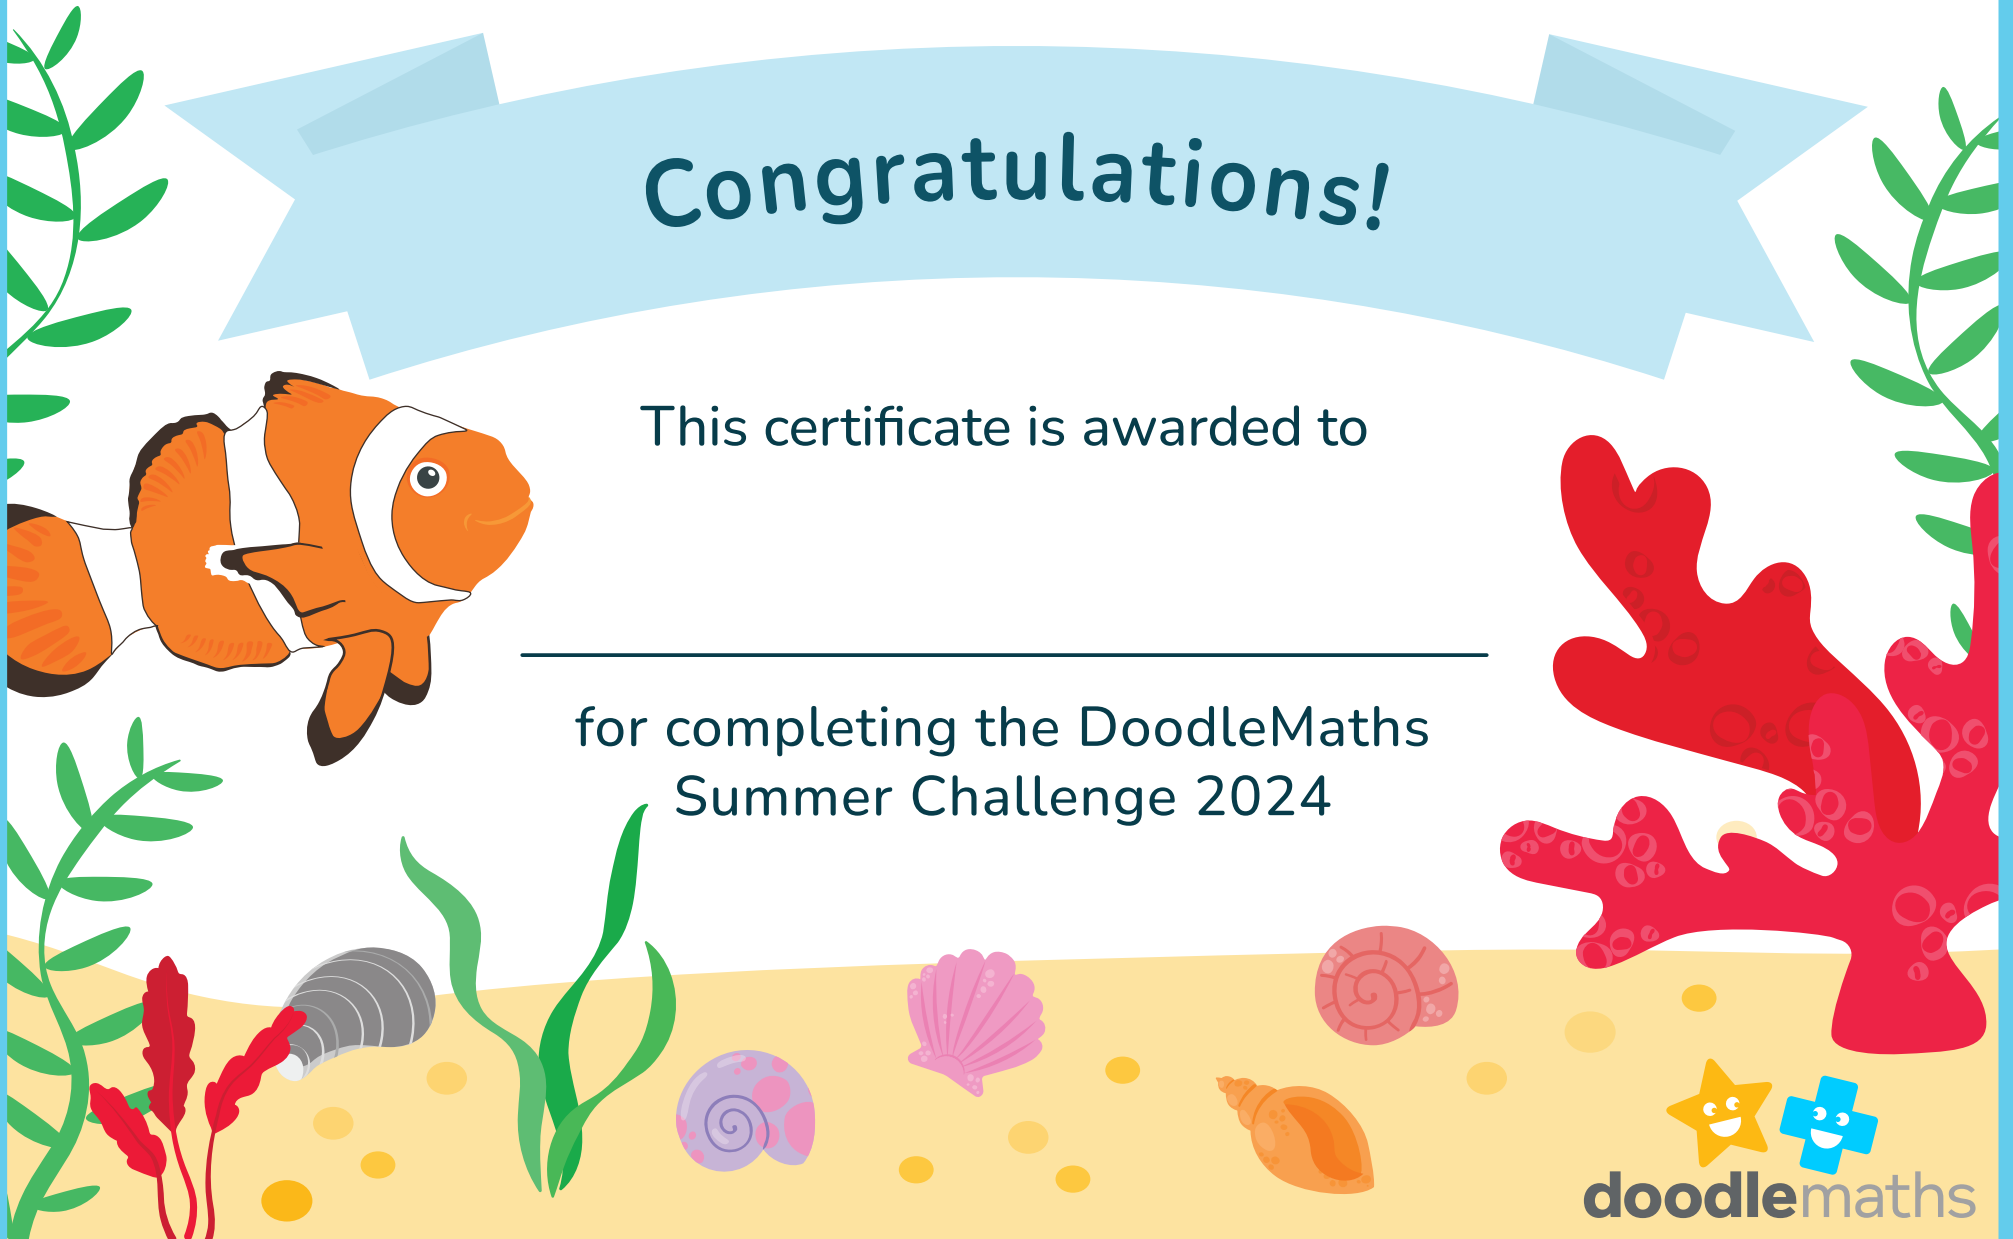 Congratulations!
This certificate is awarded to
for completing the DoodleMaths
Summer Challenge 2024
doodlemaths